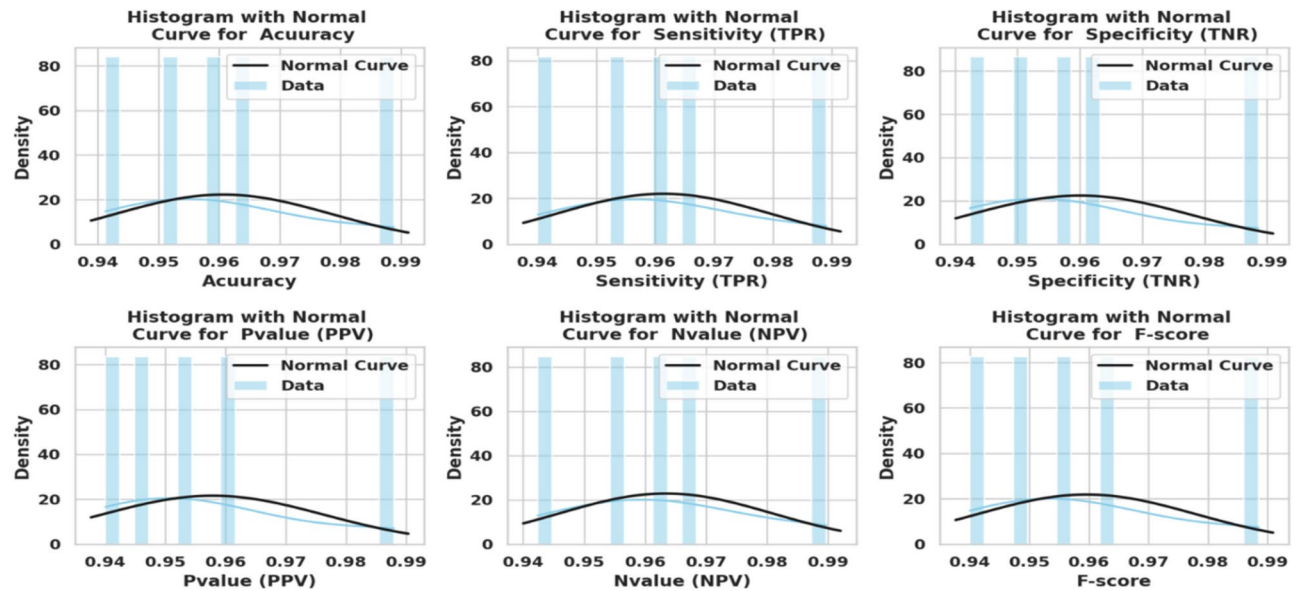 Histogram with Normal
Curve for Acuuracy
80
60
40
20
0
Density
Normal Curve
Data
0.94 0.95 0.96 0.97 0.98 0.99
Acuuracy
Histogram with Normal
Curve for Sensitivity (TPR)
80
60
40
20
0
Density
Normal Curve
Data
0.94 0.95 0.96 0.97 0.98 0.99
Sensitivity (TPR)
Histogram with Normal
Curve for Specificity (TNR)
80
60
40
20
0
Density
Normal Curve
Data
0.94 0.95 0.96 0.97 0.98 0.99
Specificity (TNR)
Histogram with Normal
Curve for Pvalue (PPV)
80
60
40
20
0
Density
Normal Curve
Data
0.94 0.95 0.96 0.97 0.98 0.99
Pvalue (PPV)
Histogram with Normal
Curve for Nvalue (NPV)
80
60
40
20
0
Density
Normal Curve
Data
0.94 0.95 0.96 0.97 0.98 0.99
Nvalue (NPV)
Histogram with Normal
Curve for F-score
80
60
40
20
0
Density
Normal Curve
Data
0.94 0.95 0.96 0.97 0.98 0.99
F-score